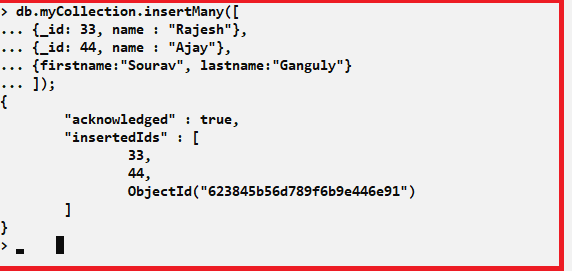 > db.myCollection.insertMany([
... {_id: 33, name : "Rajesh"},
... {_id: 44, name : "Ajay"},
... {firstname:"Sourav", lastname:"Ganguly"}
... ]);
{
        "acknowledged" : true,
        "insertedIds" : [
                33,
                44,
                ObjectId("623845b56d789f6b9e446e91")
        ]
}
>